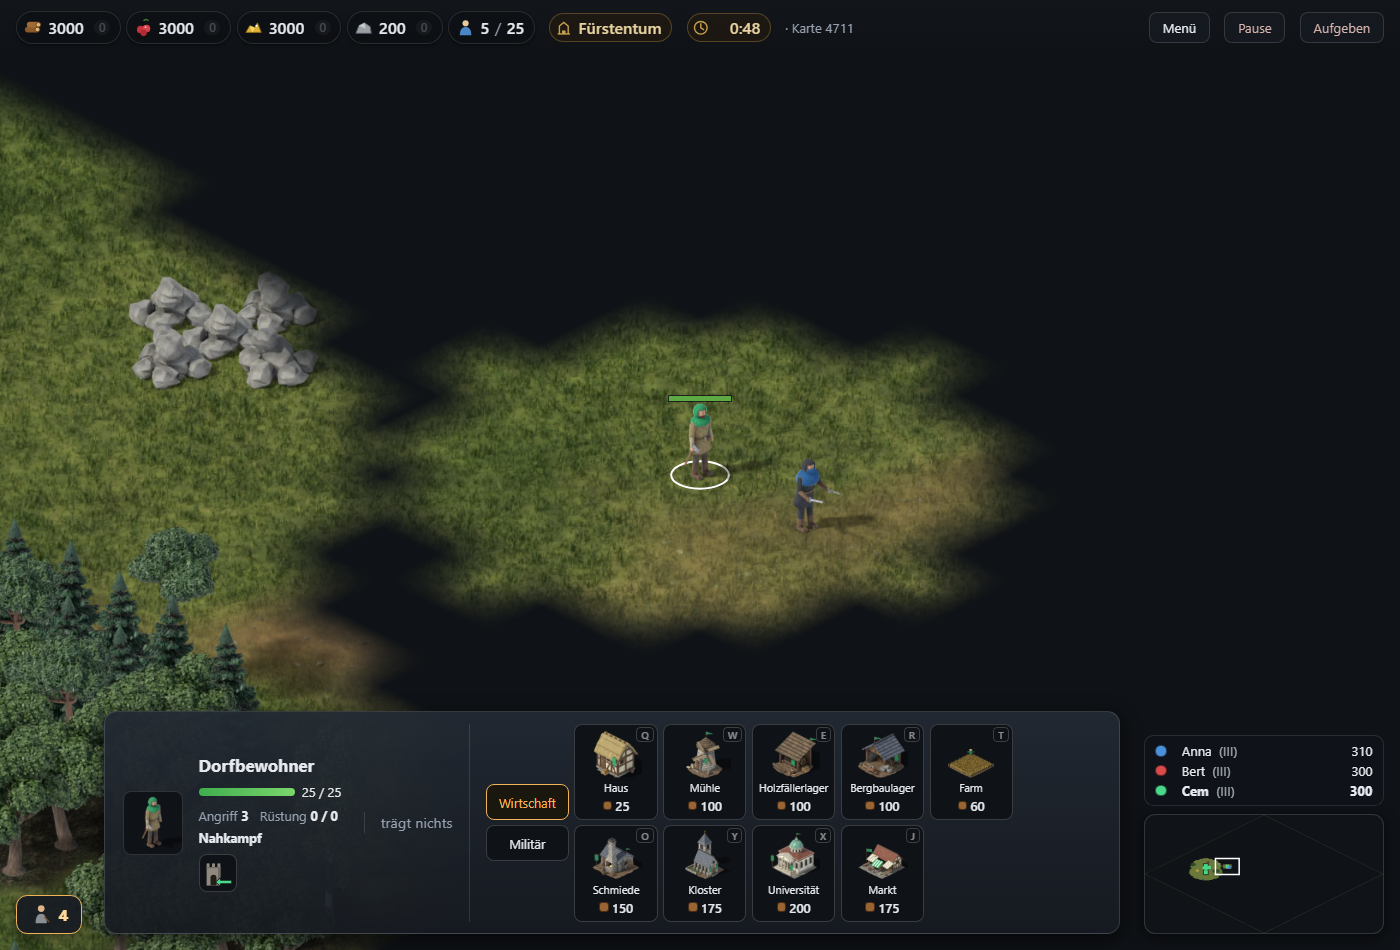 3000 0 3000 0 3000 0 200 0 5 / 25 Fürstentum 0:48 · Karte 4711 Menü Pause Aufgeben
Dorfbewohner
25 / 25
Angriff 3 Rüstung 0 / 0
Nahkampf
trägt nichts
Wirtschaft
Militär
Q W E R T
Haus Mühle Holzfällerlager Bergbaulager Farm
25 100 100 100 60
O Y X J
Schmiede Kloster Universität Markt
150 175 200 175
4
Anna (III) 310
Bert (III) 300
Cem (III) 300